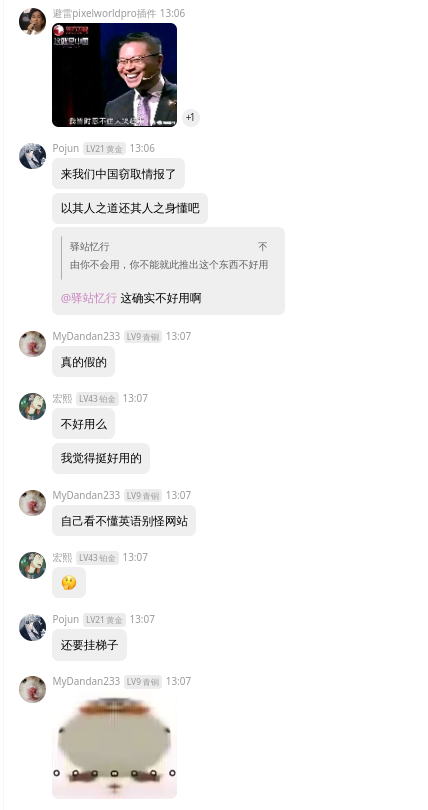 避雷pixelworldpro插件 13:06
这就是中国
+1
Pojun LV21 黄金 13:06
来我们中国窃取情报了
以其人之道还其人之身懂吧
驿站忆行 不
由你不会用，你不能就此推出这个东西不好用
@驿站忆行 这确实不好用啊
MyDandan233 LV9 青铜 13:07
真的假的
宏熙 LV43 铂金 13:07
不好用么
我觉得挺好用的
MyDandan233 LV9 青铜 13:07
自己看不懂英语别怪网站
宏熙 LV43 铂金 13:07
Pojun LV21 黄金 13:07
还要挂梯子
MyDandan233 LV9 青铜 13:07